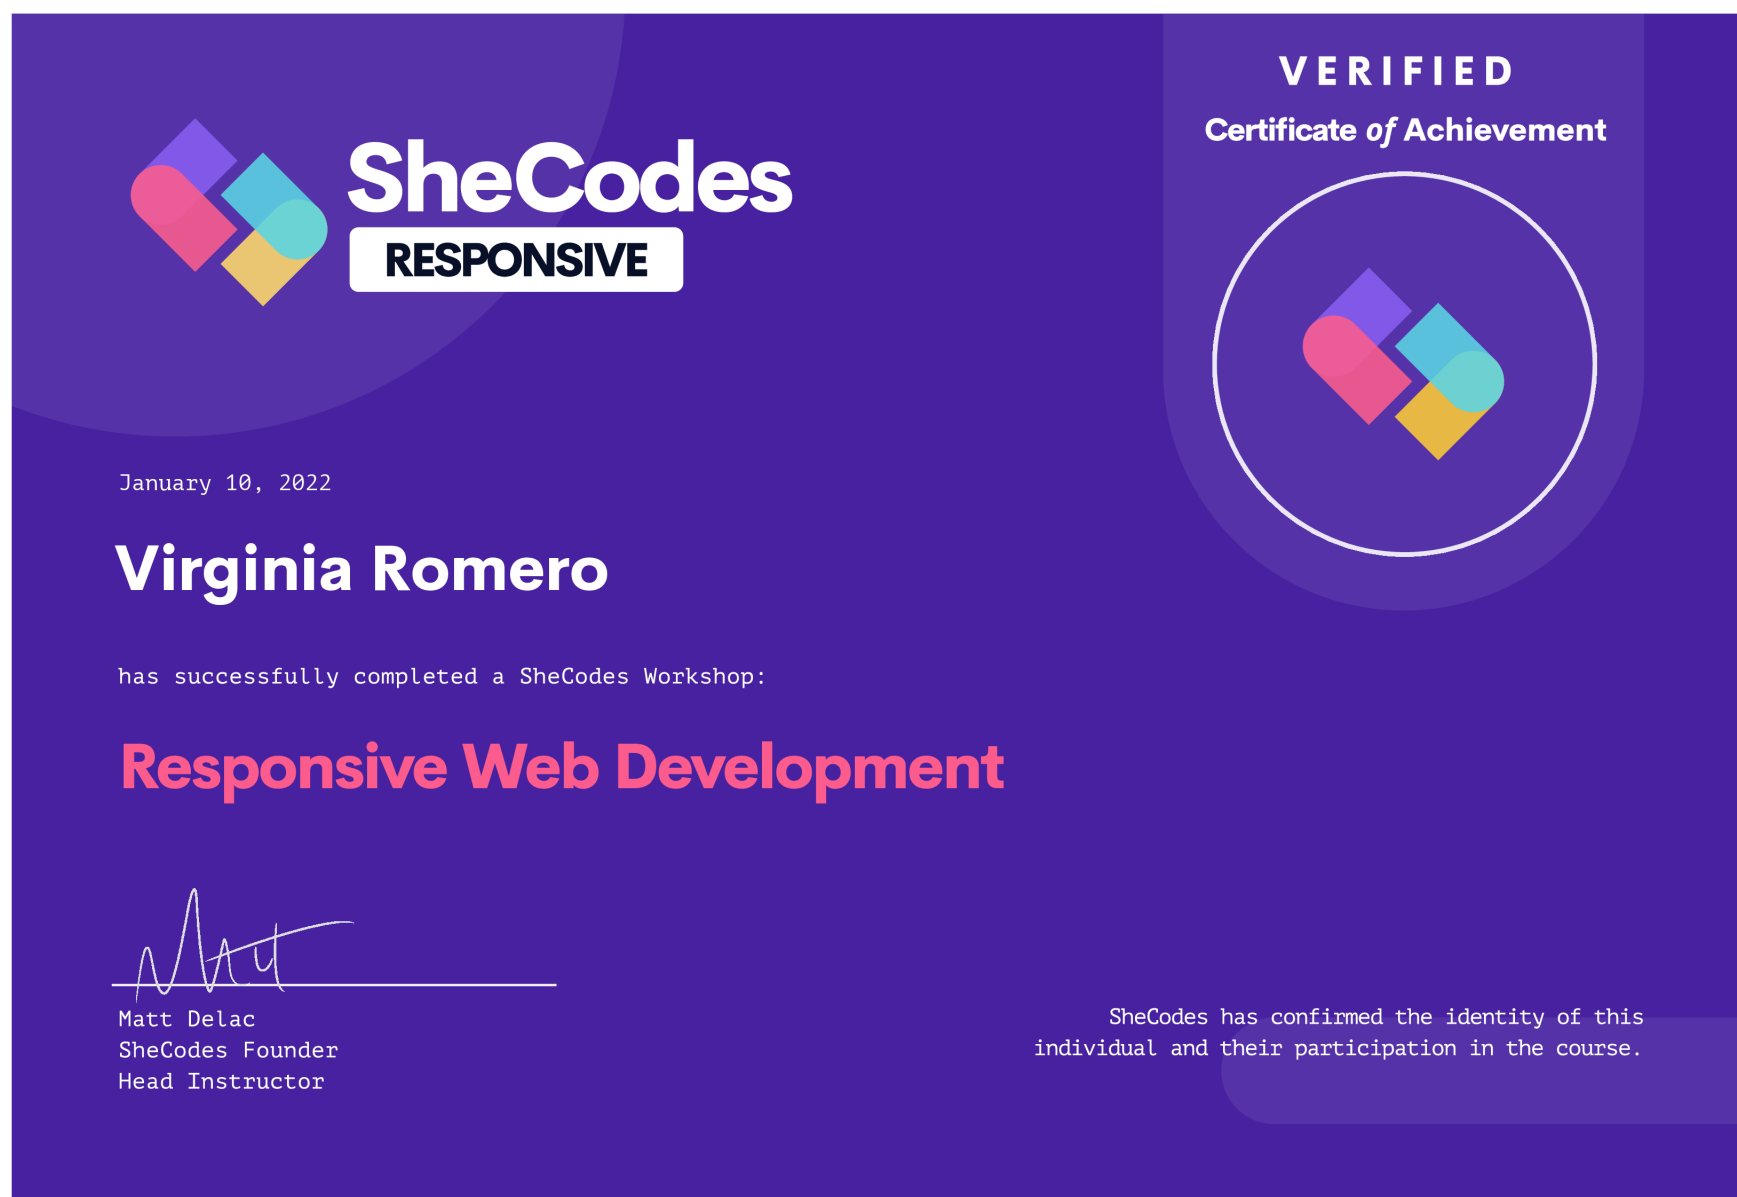 VERIFIED
Certificate of Achievement
SheCodes
RESPONSIVE
January 10, 2022
Virginia Romero
has successfully completed a SheCodes Workshop:
Responsive Web Development
Matt
Matt Delac
SheCodes Founder
Head Instructor
SheCodes has confirmed the identity of this
individual and their participation in the course.